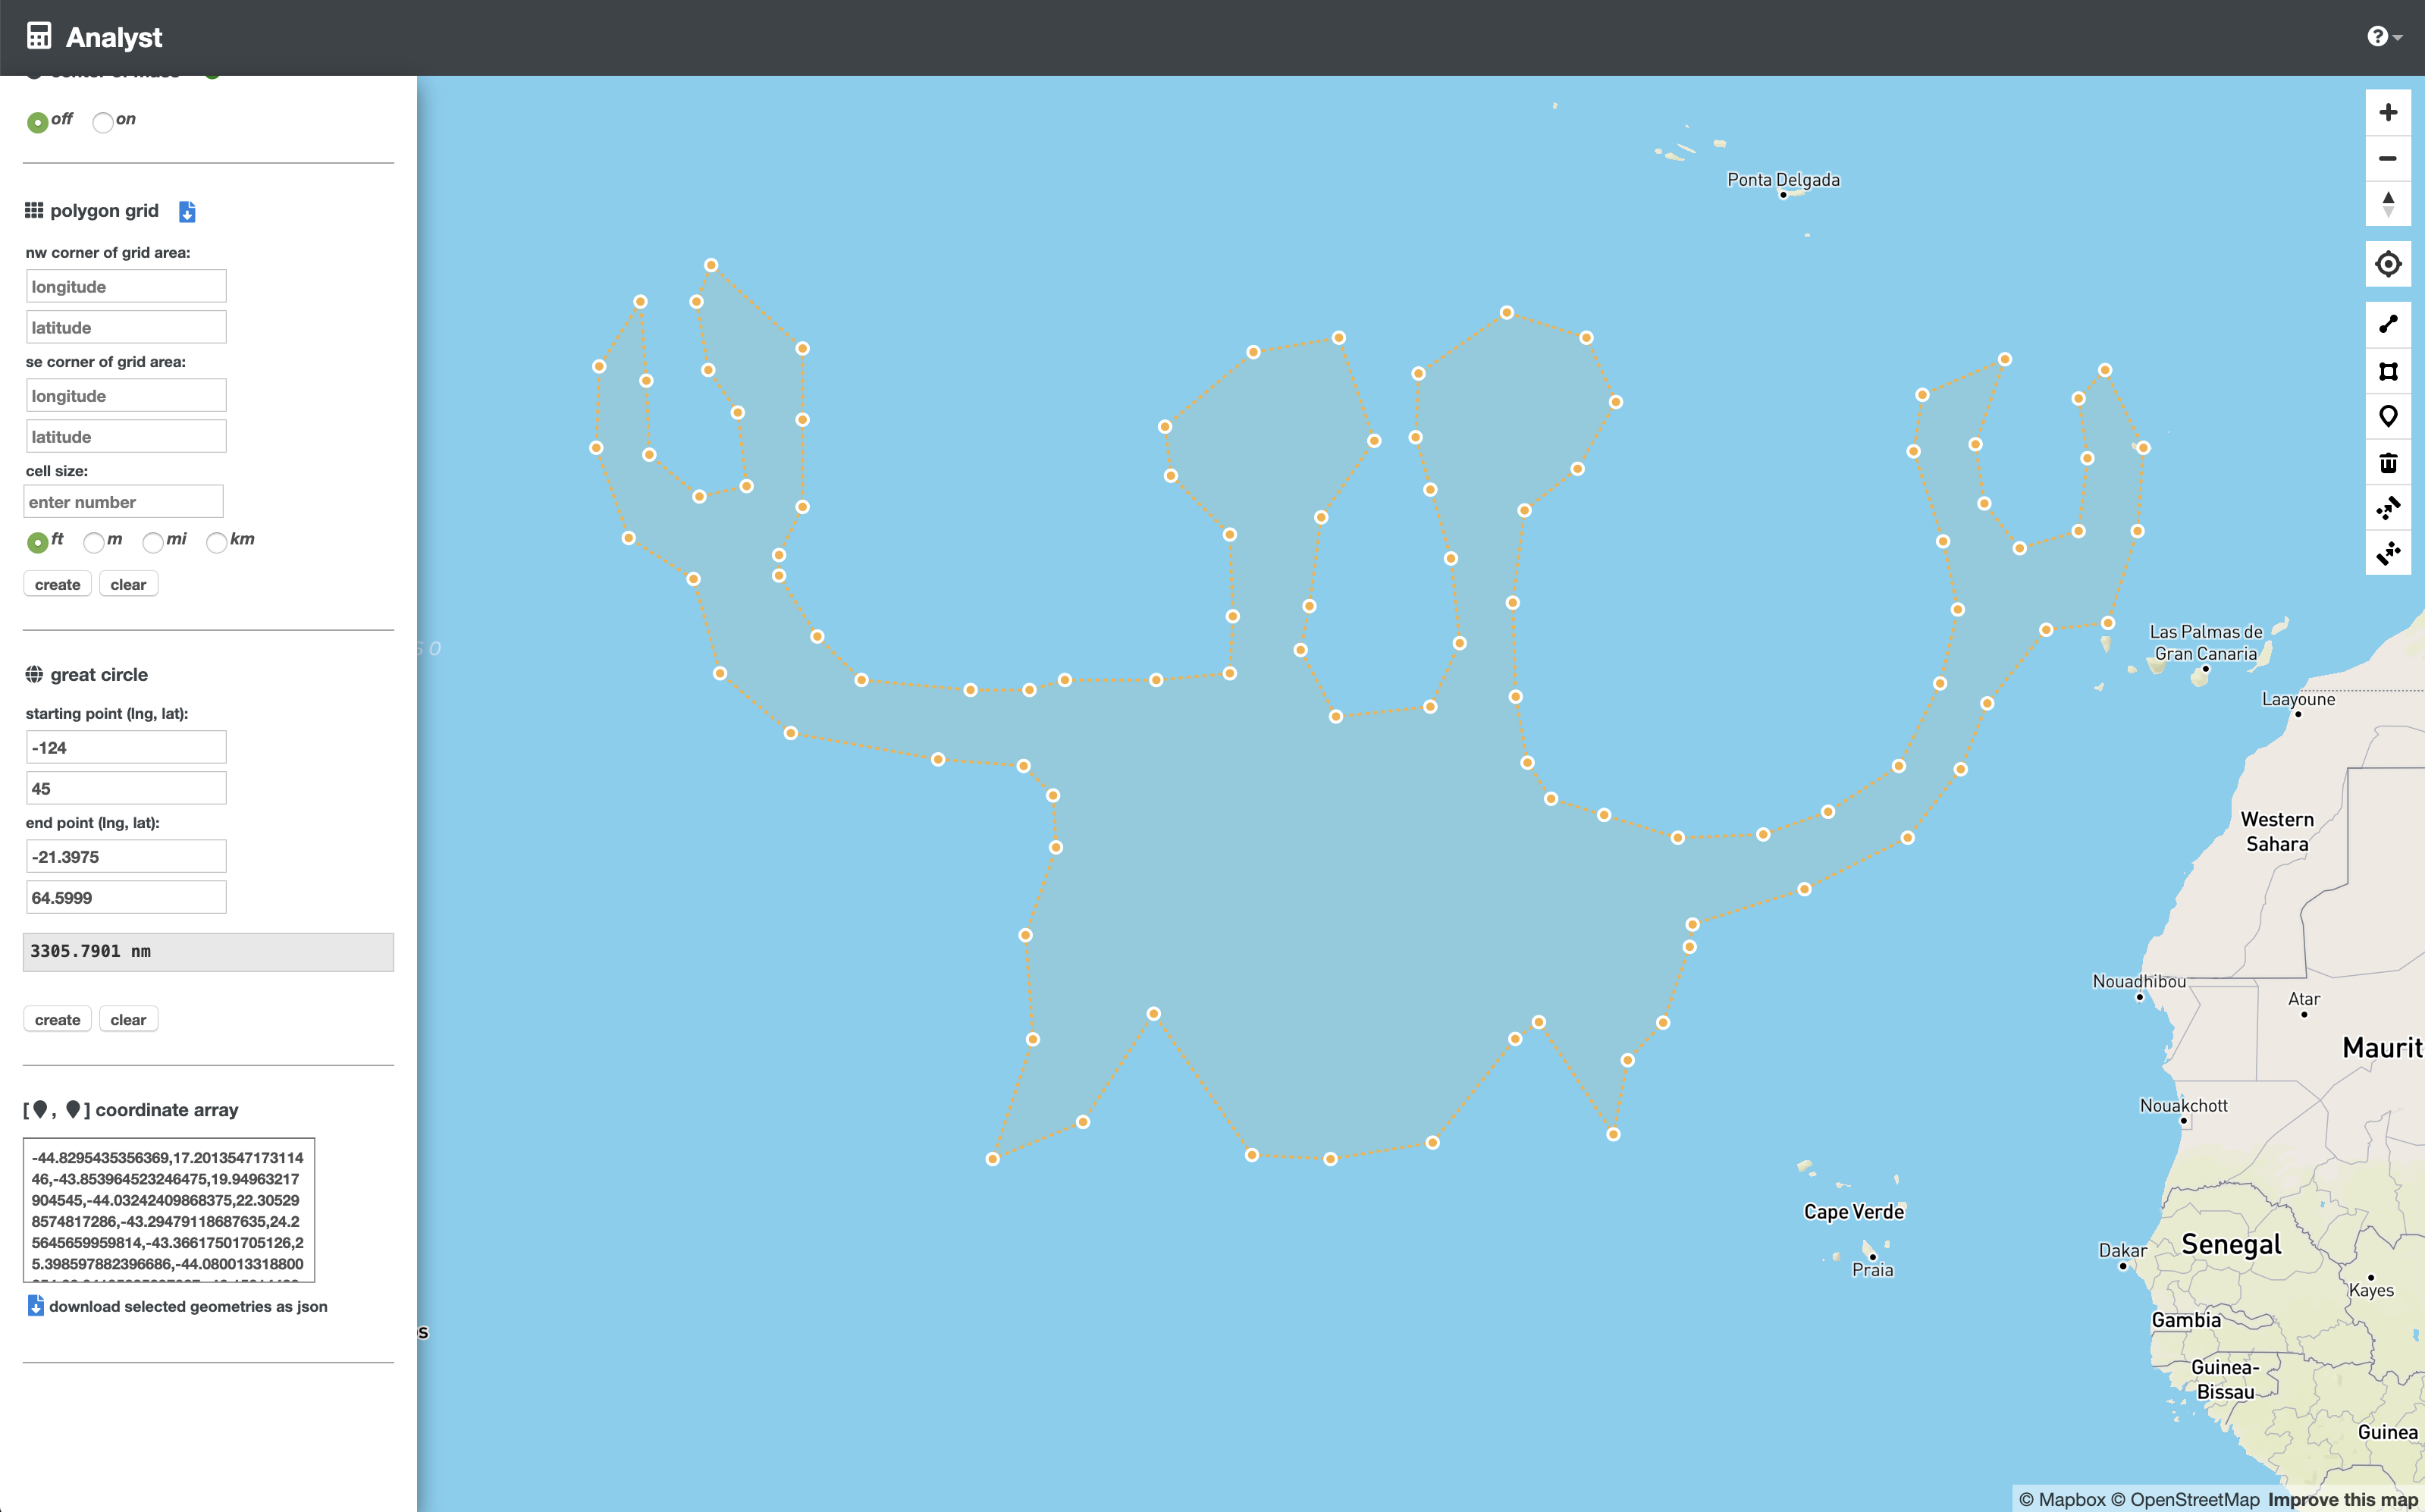 Analyst
off on
polygon grid
nw corner of grid area:
longitude
latitude
se corner of grid area:
longitude
latitude
cell size:
enter number
ft m mi km
create clear
great circle
starting point (lng, lat):
-124
45
end point (lng, lat):
-21.3975
64.5999
3305.7901 nm
create clear
[ , ] coordinate array
-44.8295435356369,17.2013547173114
46,-43.853964523246475,19.94963217
904545,-44.03242409868375,22.30529
8574817286,-43.29479118687635,24.2
5645659959814,-43.36617501705126,2
5.398597882396686,-44.080013318800
download selected geometries as json
Ponta Delgada
Las Palmas de
Gran Canaria
Laayoune
Western
Sahara
Nouadhibou
Atar
Maurit
Nouakchott
Cape Verde
Praia
Dakar
Senegal
Kayes
Gambia
Guinea-
Bissau
Guinea
s
© Mapbox © OpenStreetMap Improve this map